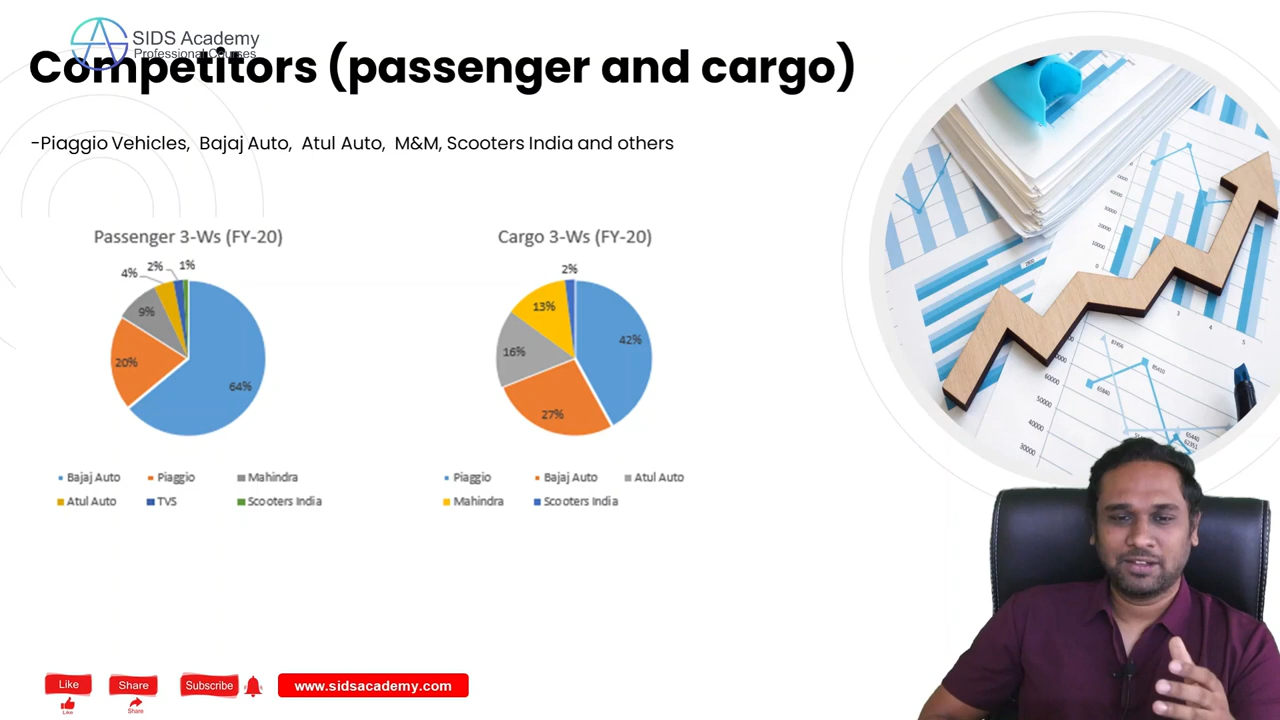 SIDS Academy
Professional Courses
Competitors (passenger and cargo)
-Piaggio Vehicles, Bajaj Auto, Atul Auto, M&M, Scooters India and others
Passenger 3-Ws (FY-20)
4% 2% 1%
9%
20%
64%
Bajaj Auto Piaggio Mahindra
Atul Auto TVS Scooters India
Cargo 3-Ws (FY-20)
2%
13%
42%
16%
27%
Piaggio Bajaj Auto Atul Auto
Mahindra Scooters India
Like Share Subscribe www.sidsacademy.com
Like Share